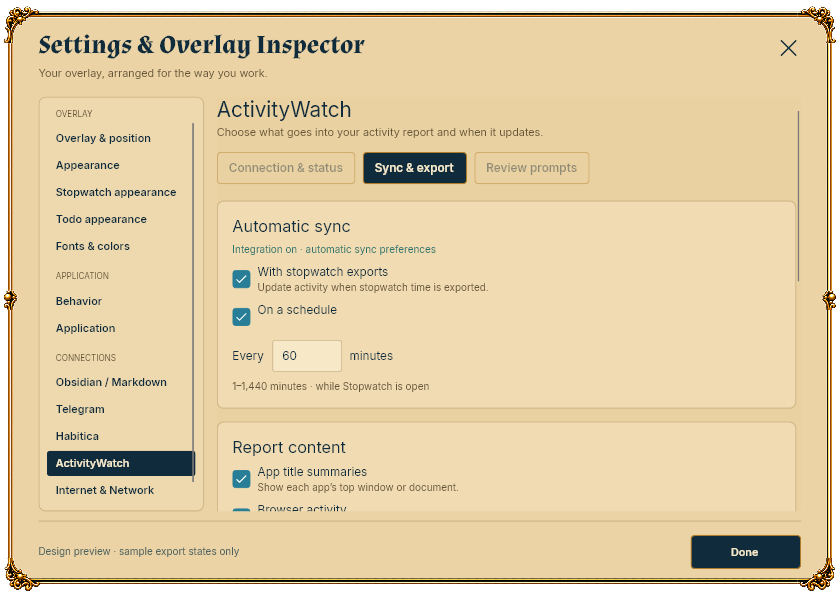 Settings & Overlay Inspector
Your overlay, arranged for the way you work.
OVERLAY
Overlay & position
Appearance
Stopwatch appearance
Todo appearance
Fonts & colors
APPLICATION
Behavior
Application
CONNECTIONS
Obsidian / Markdown
Telegram
Habitica
ActivityWatch
Internet & Network
ActivityWatch
Choose what goes into your activity report and when it updates.
Connection & status
Sync & export
Review prompts
Automatic sync
Integration on · automatic sync preferences
With stopwatch exports
Update activity when stopwatch time is exported.
On a schedule
Every 60 minutes
1–1,440 minutes · while Stopwatch is open
Report content
App title summaries
Show each app's top window or document.
Browser activity
Design preview · sample export states only
Done